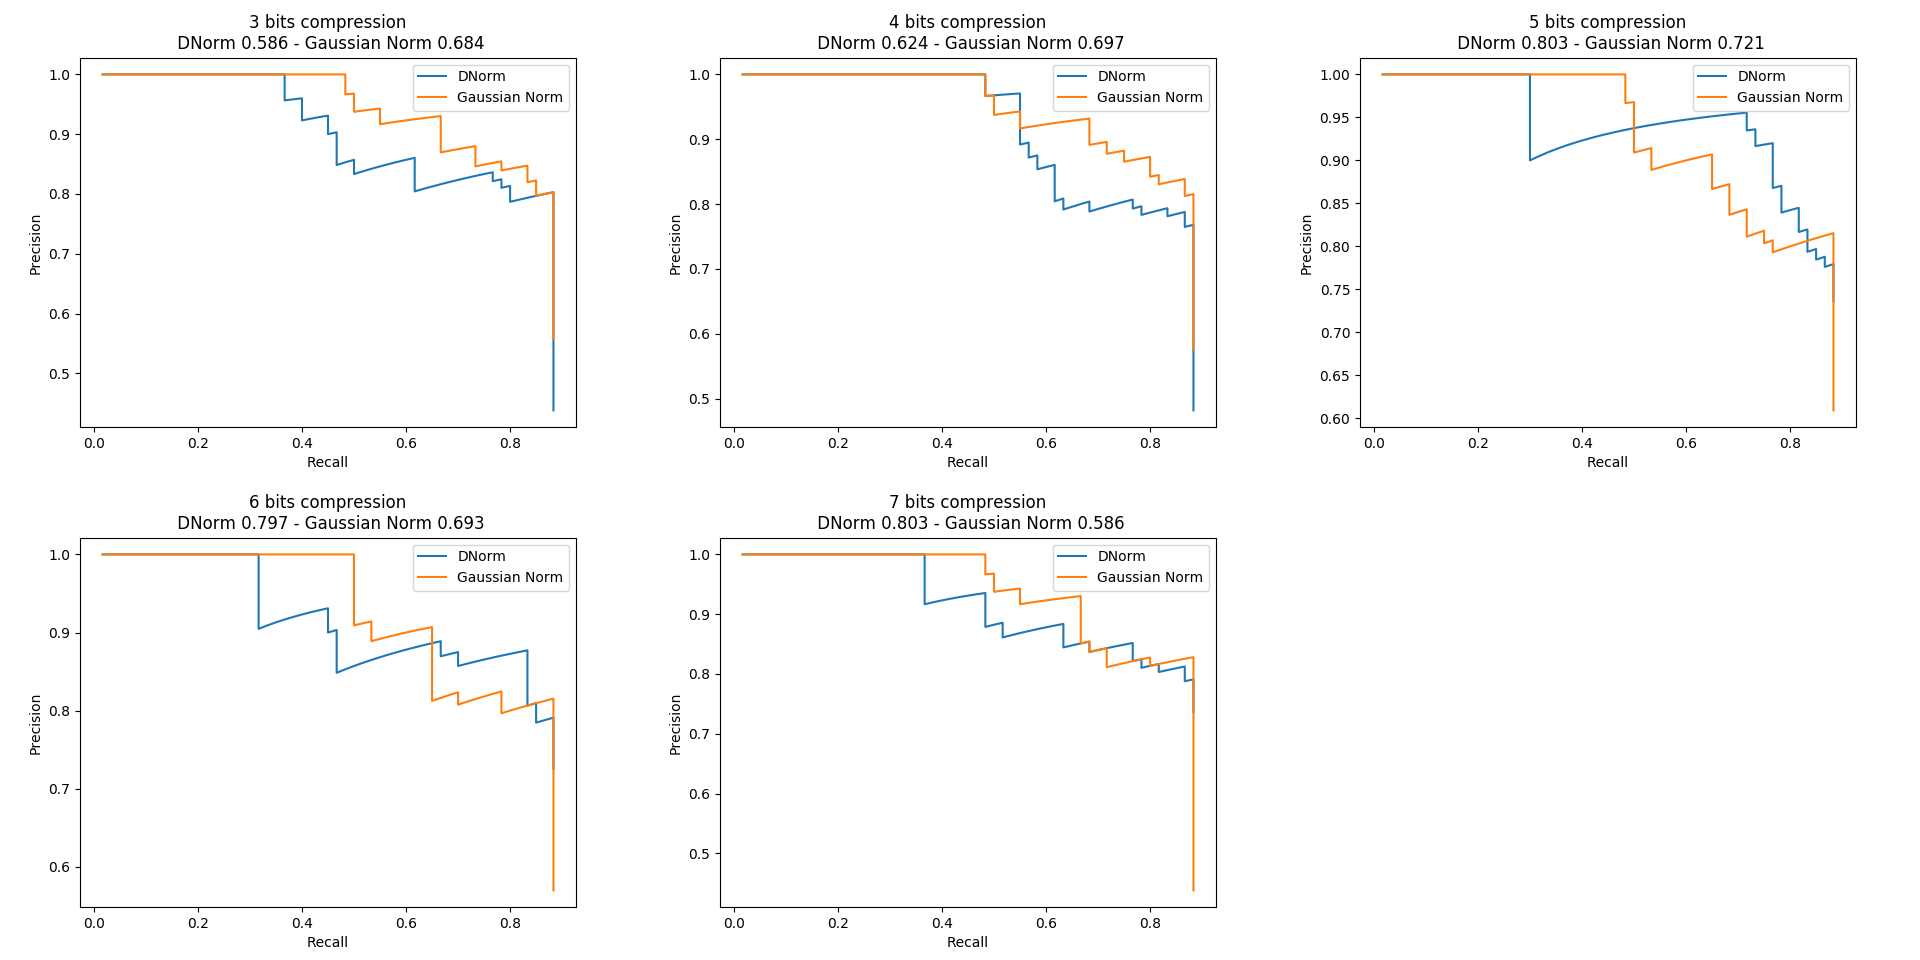 3 bits compression
DNorm 0.586 - Gaussian Norm 0.684
DNorm
Gaussian Norm
1.0
0.9
0.8
0.7
0.6
0.5
Precision
0.0 0.2 0.4 0.6 0.8
Recall
4 bits compression
DNorm 0.624 - Gaussian Norm 0.697
DNorm
Gaussian Norm
1.0
0.9
0.8
0.7
0.6
0.5
Precision
0.0 0.2 0.4 0.6 0.8
Recall
5 bits compression
DNorm 0.803 - Gaussian Norm 0.721
DNorm
Gaussian Norm
1.00
0.95
0.90
0.85
0.80
0.75
0.70
0.65
0.60
Precision
0.0 0.2 0.4 0.6 0.8
Recall
6 bits compression
DNorm 0.797 - Gaussian Norm 0.693
DNorm
Gaussian Norm
1.0
0.9
0.8
0.7
0.6
Precision
0.0 0.2 0.4 0.6 0.8
Recall
7 bits compression
DNorm 0.803 - Gaussian Norm 0.586
DNorm
Gaussian Norm
1.0
0.9
0.8
0.7
0.6
0.5
Precision
0.0 0.2 0.4 0.6 0.8
Recall